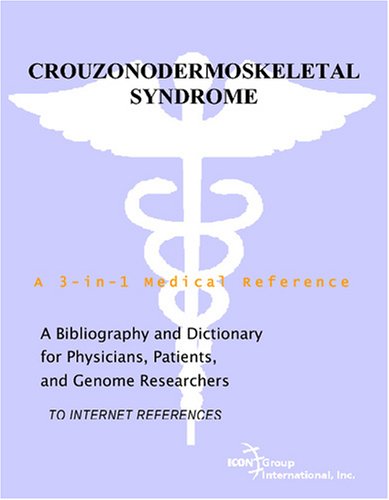 CROUZONODERMOSKELETAL
SYNDROME
A 3-in-1 Medical Reference
A Bibliography and Dictionary
for Physicians, Patients,
and Genome Researchers
TO INTERNET REFERENCES
ICON Group
International, Inc.